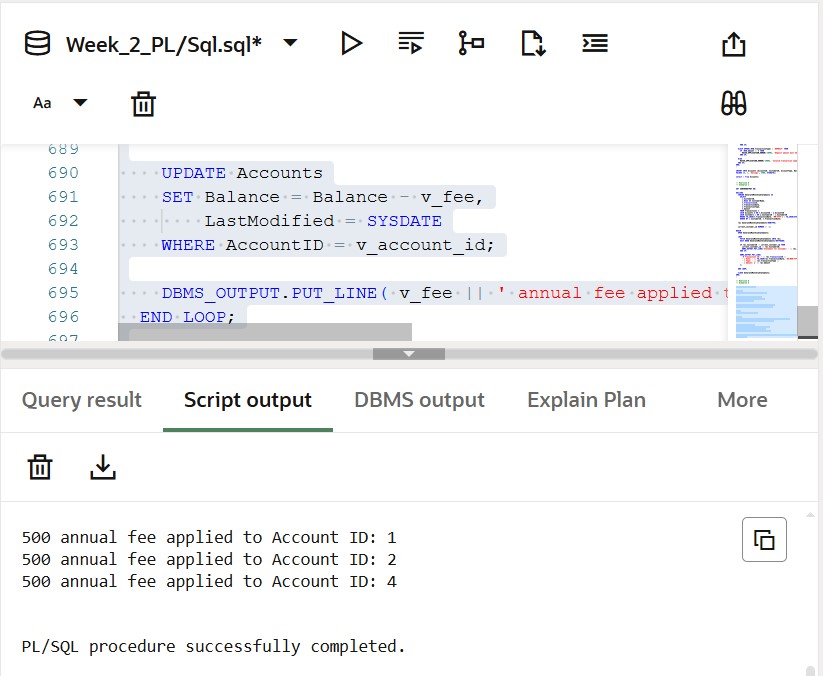 Week_2_PL/Sql.sql*
Aa
689
690 UPDATE Accounts
691 SET Balance = Balance - v_fee,
692 LastModified = SYSDATE
693 WHERE AccountID = v_account_id;
694
695 DBMS_OUTPUT.PUT_LINE( v_fee || ' annual fee applied t
696 END LOOP;
697
Query result Script output DBMS output Explain Plan More
500 annual fee applied to Account ID: 1
500 annual fee applied to Account ID: 2
500 annual fee applied to Account ID: 4
PL/SQL procedure successfully completed.